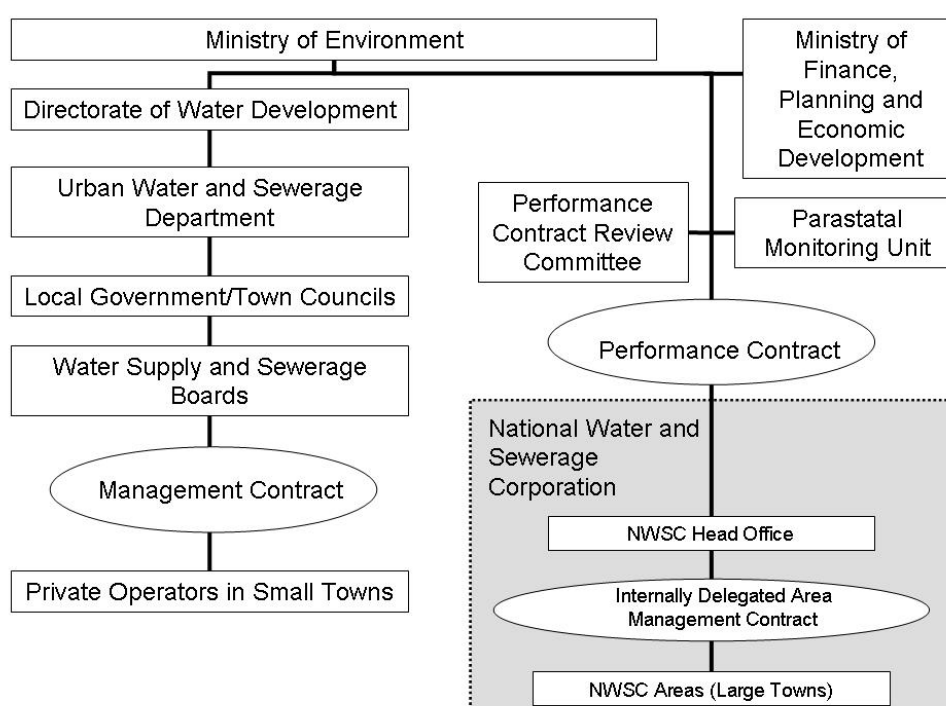 Ministry of Environment
Ministry of
Finance,
Planning and
Economic
Development
Directorate of Water Development
Urban Water and Sewerage
Department
Performance
Contract Review
Committee
Parastatal
Monitoring Unit
Local Government/Town Councils
Performance Contract
Water Supply and Sewerage
Boards
National Water and
Sewerage
Corporation
Management Contract
NWSC Head Office
Private Operators in Small Towns
Internally Delegated Area
Management Contract
NWSC Areas (Large Towns)